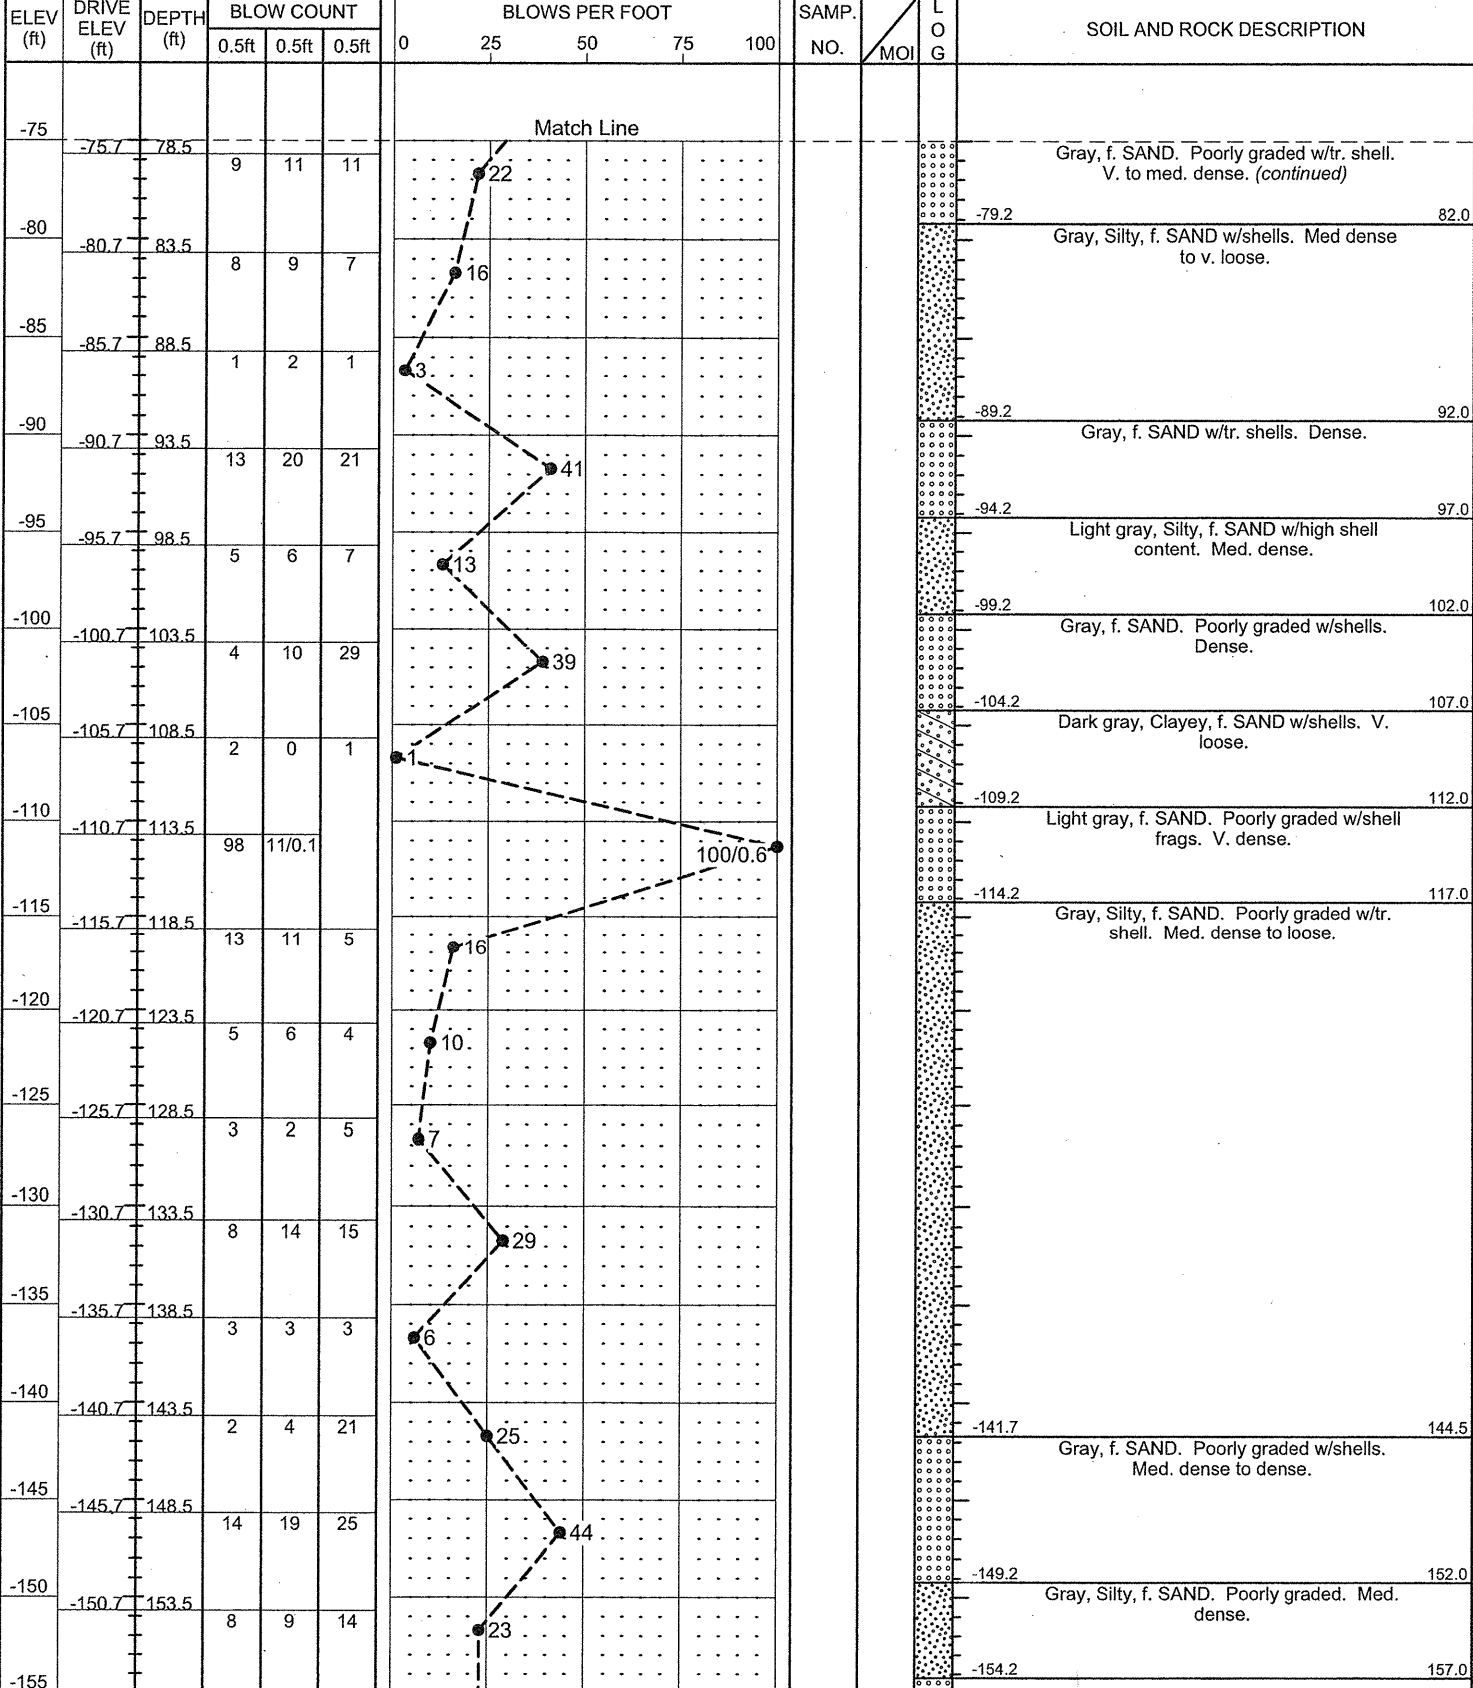 ELEV (ft) DRIVE ELEV (ft) DEPTH (ft) BLOW COUNT BLOWS PER FOOT SAMP. NO. MOI L O G SOIL AND ROCK DESCRIPTION
0.5ft 0.5ft 0.5ft 0 25 50 75 100
Match Line
-75
-75.7 78.5
9 11 11 22
Gray, f. SAND. Poorly graded w/tr. shell.
V. to med. dense. (continued)
-79.2 82.0
-80
-80.7 83.5
8 9 7 16
Gray, Silty, f. SAND w/shells. Med dense
to v. loose.
-85
-85.7 88.5
1 2 1 3
-89.2 92.0
-90
-90.7 93.5
13 20 21 41
Gray, f. SAND w/tr. shells. Dense.
-94.2 97.0
-95
-95.7 98.5
5 6 7 13
Light gray, Silty, f. SAND w/high shell
content. Med. dense.
-99.2 102.0
-100
-100.7 103.5
4 10 29 39
Gray, f. SAND. Poorly graded w/shells.
Dense.
-104.2 107.0
-105
-105.7 108.5
2 0 1 1
Dark gray, Clayey, f. SAND w/shells. V.
loose.
-109.2 112.0
-110
-110.7 113.5
98 11/0.1 100/0.6
Light gray, f. SAND. Poorly graded w/shell
frags. V. dense.
-114.2 117.0
-115
-115.7 118.5
13 11 5 16
Gray, Silty, f. SAND. Poorly graded w/tr.
shell. Med. dense to loose.
-120
-120.7 123.5
5 6 4 10
-125
-125.7 128.5
3 2 5 7
-130
-130.7 133.5
8 14 15 29
-135
-135.7 138.5
3 3 3 6
-140
-140.7 143.5
2 4 21 25
-141.7 144.5
Gray, f. SAND. Poorly graded w/shells.
Med. dense to dense.
-145
-145.7 148.5
14 19 25 44
-149.2 152.0
-150
-150.7 153.5
8 9 14 23
Gray, Silty, f. SAND. Poorly graded. Med.
dense.
-154.2 157.0
-155